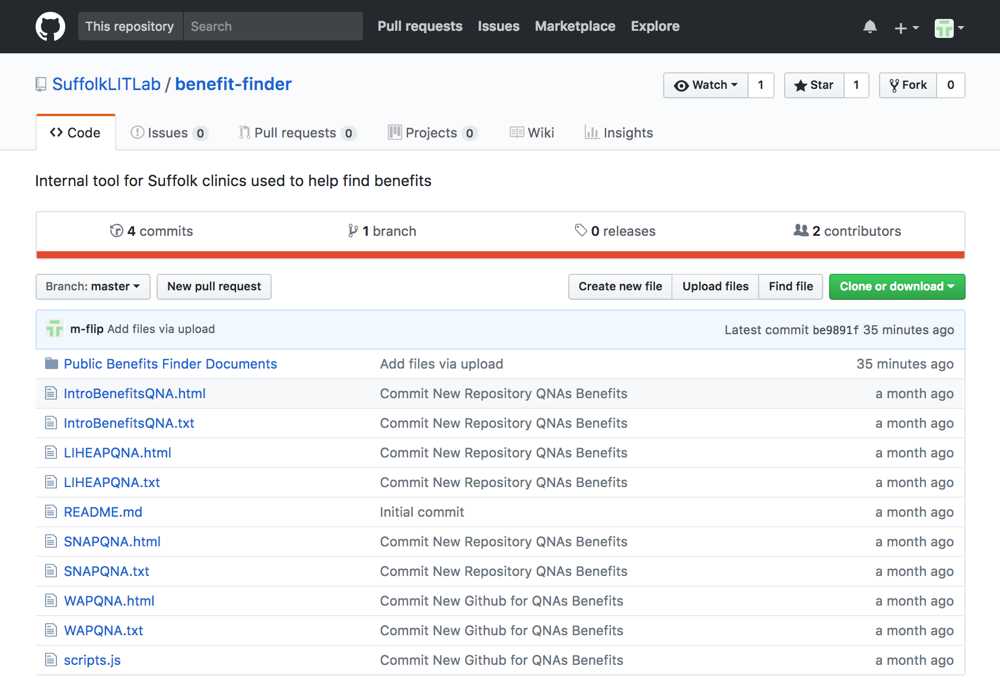 This repository Search Pull requests Issues Marketplace Explore
SuffolkLITLab / benefit-finder Watch 1 Star 1 Fork 0
Code Issues 0 Pull requests 0 Projects 0 Wiki Insights
Internal tool for Suffolk clinics used to help find benefits
4 commits 1 branch 0 releases 2 contributors
Branch: master New pull request Create new file Upload files Find file Clone or download
m-flip Add files via upload Latest commit be9891f 35 minutes ago
Public Benefits Finder Documents Add files via upload 35 minutes ago
IntroBenefitsQNA.html Commit New Repository QNAs Benefits a month ago
IntroBenefitsQNA.txt Commit New Repository QNAs Benefits a month ago
LIHEAPQNA.html Commit New Repository QNAs Benefits a month ago
LIHEAPQNA.txt Commit New Repository QNAs Benefits a month ago
README.md Initial commit a month ago
SNAPQNA.html Commit New Repository QNAs Benefits a month ago
SNAPQNA.txt Commit New Repository QNAs Benefits a month ago
WAPQNA.html Commit New Github for QNAs Benefits a month ago
WAPQNA.txt Commit New Github for QNAs Benefits a month ago
scripts.js Commit New Github for QNAs Benefits a month ago